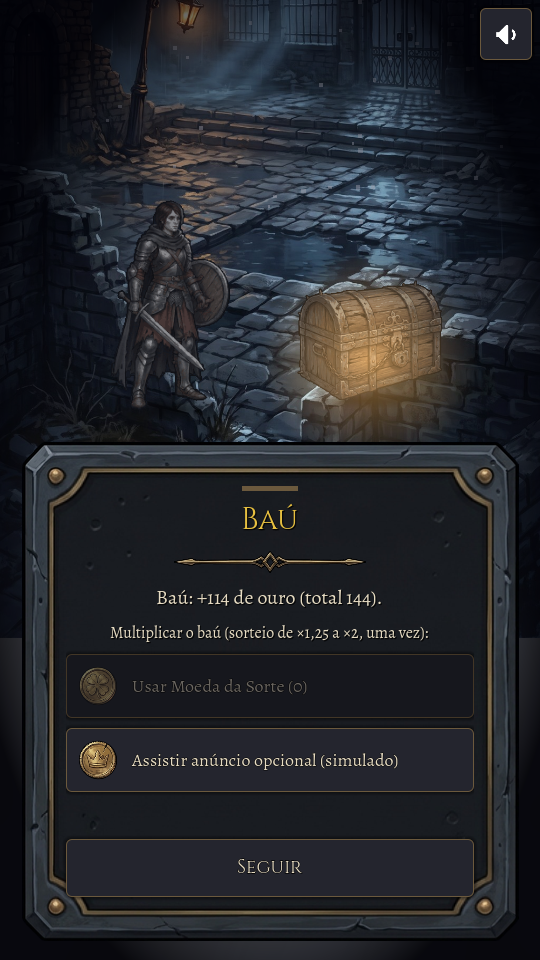 Baú
Baú: +114 de ouro (total 144).
Multiplicar o baú (sorteio de ×1,25 a ×2, uma vez):
Usar Moeda da Sorte (0)
Assistir anúncio opcional (simulado)
Seguir